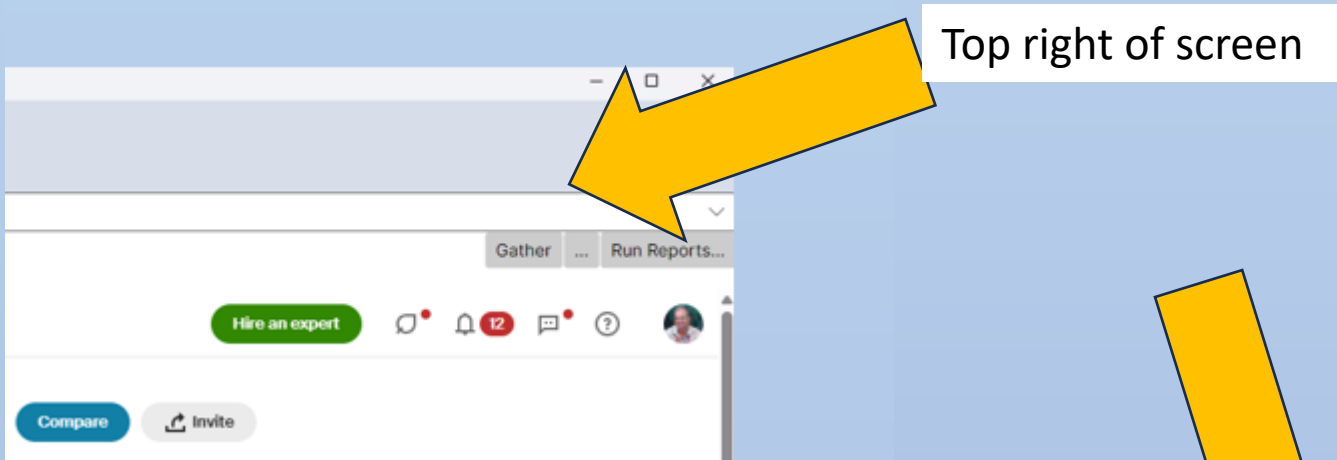 Top right of screen
Gather ... Run Reports...
Hire an expert 12
Compare Invite